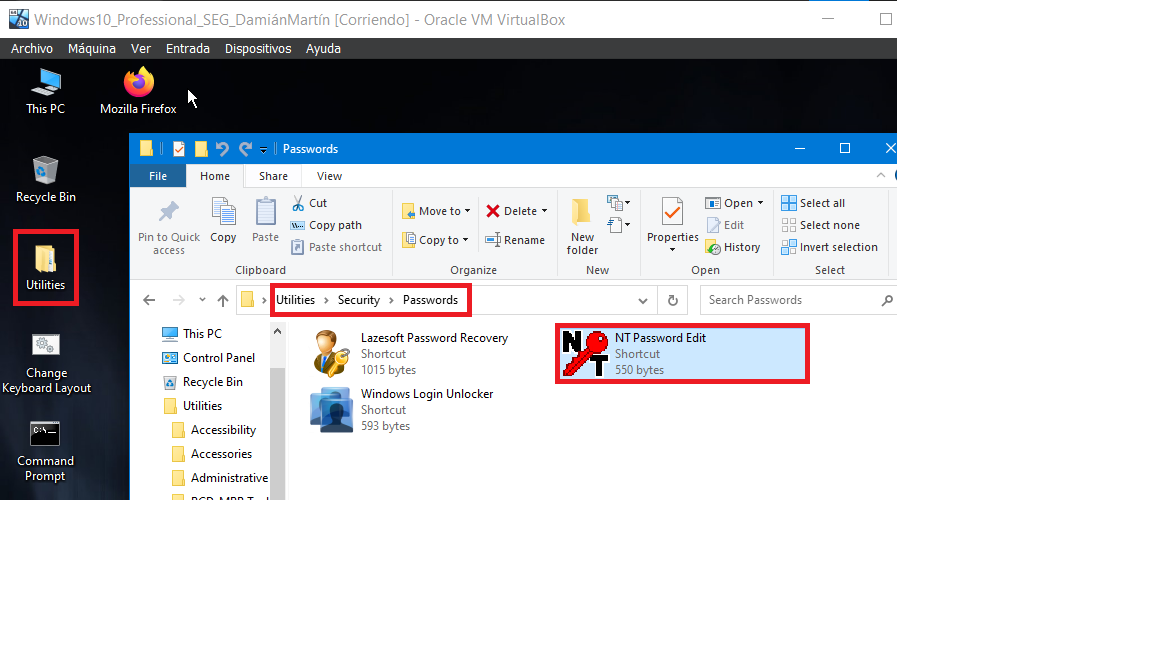 Windows10_Professional_SEG_DamiánMartín [Corriendo] - Oracle VM VirtualBox
Archivo Máquina Ver Entrada Dispositivos Ayuda
This PC
Mozilla Firefox
Recycle Bin
Utilities
Change
Keyboard Layout
C:\_
Command
Prompt
Passwords
File Home Share View
Pin to Quick
access
Copy
Paste
Cut
Copy path
Paste shortcut
Clipboard
Move to
Copy to
Delete
Rename
Organize
New
folder
New
Properties
Open
Edit
History
Open
Select all
Select none
Invert selection
Select
Utilities > Security > Passwords
Search Passwords
This PC
Control Panel
Recycle Bin
Utilities
Accessibility
Accessories
Administrative
Lazesoft Password Recovery
Shortcut
1015 bytes
Windows Login Unlocker
Shortcut
593 bytes
N T
NT Password Edit
Shortcut
550 bytes